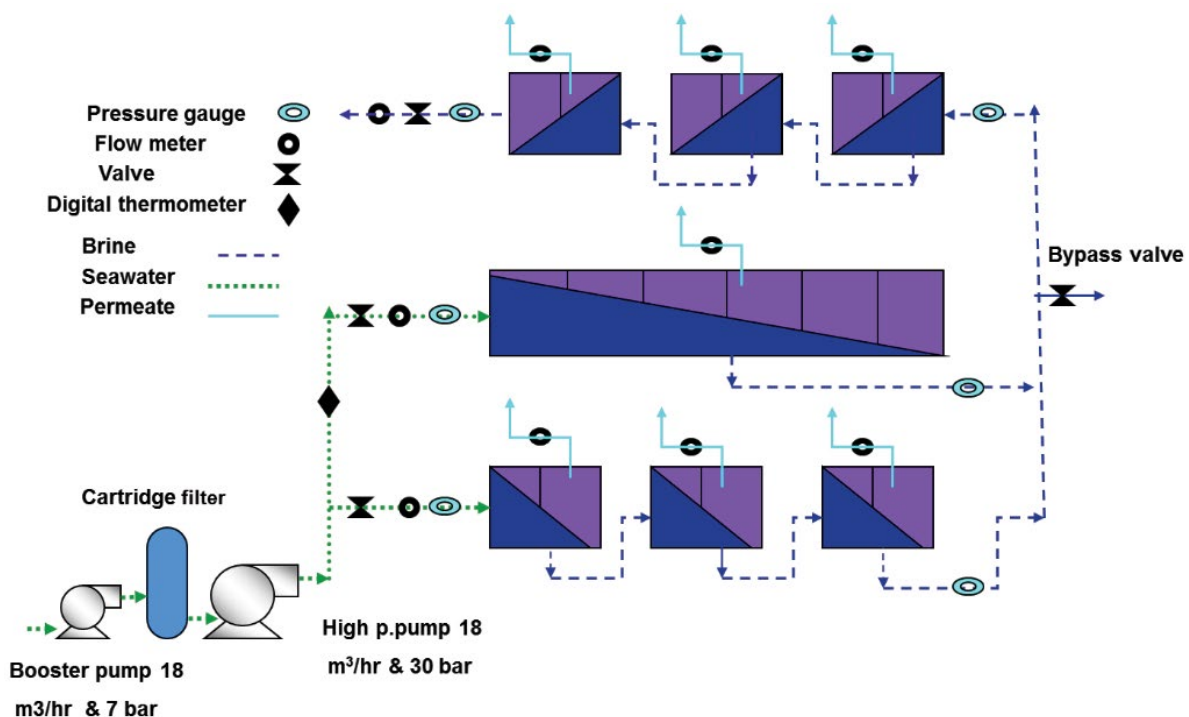 Pressure gauge
Flow meter
Valve
Digital thermometer
Brine
Seawater
Permeate
Bypass valve
Cartridge filter
High p.pump 18
m³/hr & 30 bar
Booster pump 18
m3/hr & 7 bar